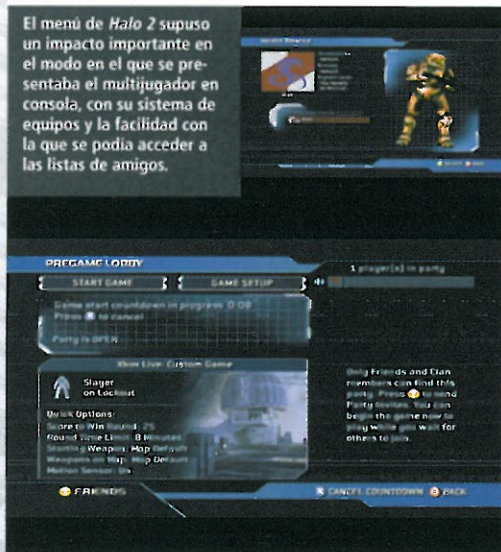 El menú de Halo 2 supuso
un impacto importante en
el modo en el que se pre-
sentaba el multijugador en
consola, con su sistema de
equipos y la facilidad con
la que se podía acceder a
las listas de amigos.
PREGAME LOBBY
1 player(s) in party
START GAME
GAME SETUP
Game start countdown in progress: 0:08
Press X to cancel
Party is OPEN
Xbox Live: Custom Game
Slayer
on Lockout
Quick Options:
Score to Win Round: 25
Round Time Limit: 8 Minutes
Starting Weapon: Map Default
Weapons on Map: Map Default
Motion Sensor: On
Only Friends and Clan
members can find this
party. Press Y to send
Party Invites. You can
begin the game now to
play while you wait for
others to join.
Y FRIENDS
X CANCEL COUNTDOWN B BACK